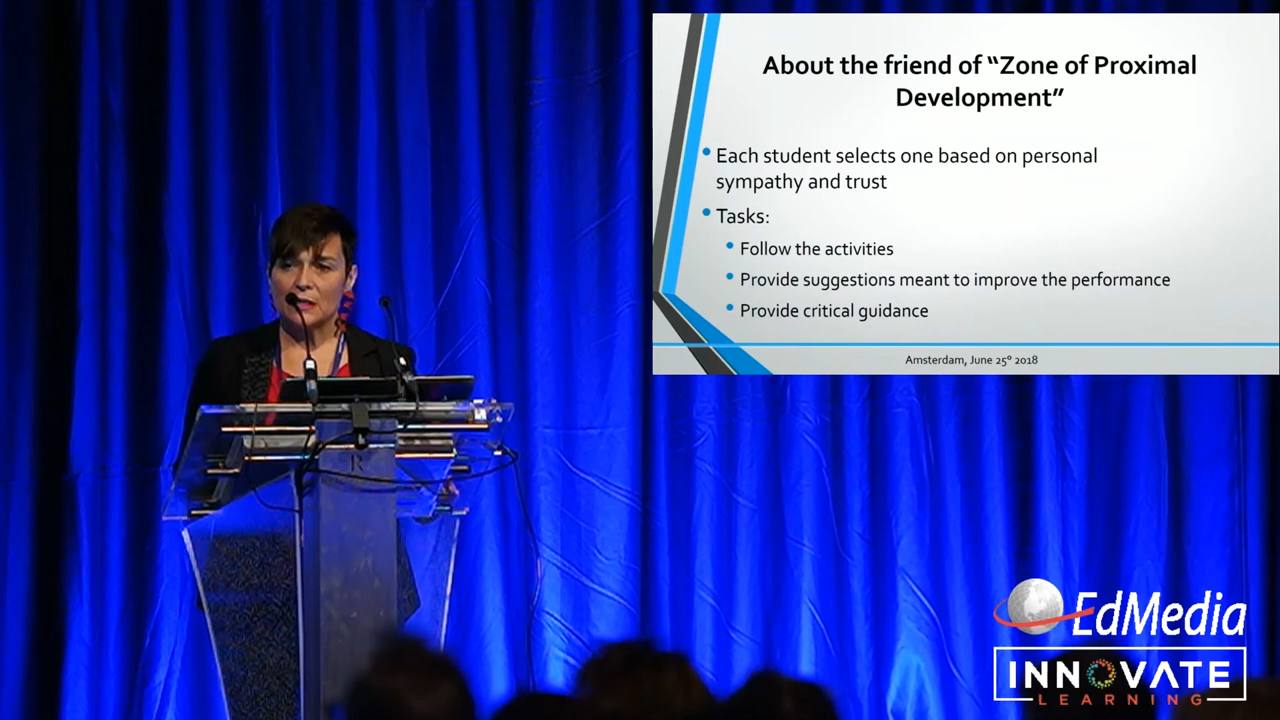 About the friend of “Zone of Proximal
Development”
Each student selects one based on personal
sympathy and trust
Tasks:
Follow the activities
Provide suggestions meant to improve the performance
Provide critical guidance
Amsterdam, June 25º 2018
R
EdMedia
INNOVATE
LEARNING